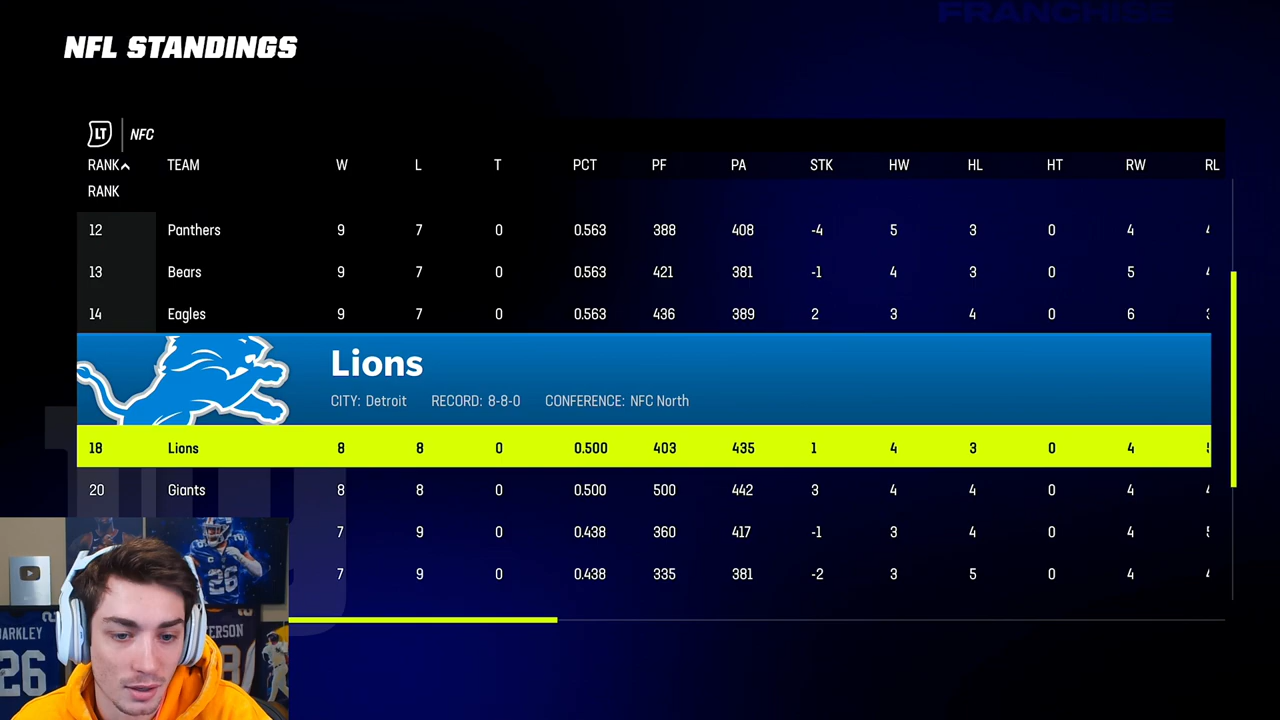 FRANCHISE
NFL STANDINGS
LT NFC
RANK TEAM W L T PCT PF PA STK HW HL HT RW RL
RANK
12 Panthers 9 7 0 0.563 388 408 -4 5 3 0 4
13 Bears 9 7 0 0.563 421 381 -1 4 3 0 5
14 Eagles 9 7 0 0.563 436 389 2 3 4 0 6
Lions
CITY: Detroit RECORD: 8-8-0 CONFERENCE: NFC North
18 Lions 8 8 0 0.500 403 435 1 4 3 0 4
20 Giants 8 8 0 0.500 500 442 3 4 4 0 4
7 9 0 0.438 360 417 -1 3 4 0 4
7 9 0 0.438 335 381 -2 3 5 0 4
26
ARKLEY
26
ERSON
8